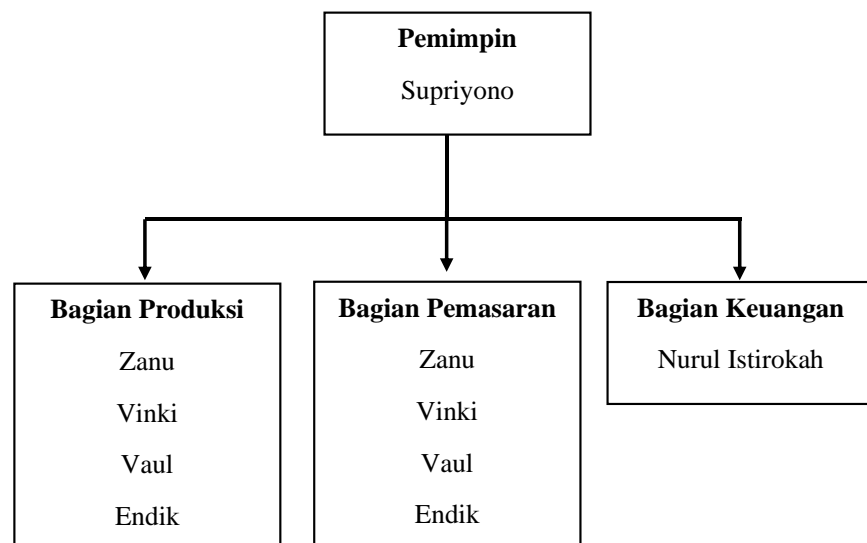 Pemimpin
Supriyono
Bagian Produksi
Zanu
Vinki
Vaul
Endik
Bagian Pemasaran
Zanu
Vinki
Vaul
Endik
Bagian Keuangan
Nurul Istirokah